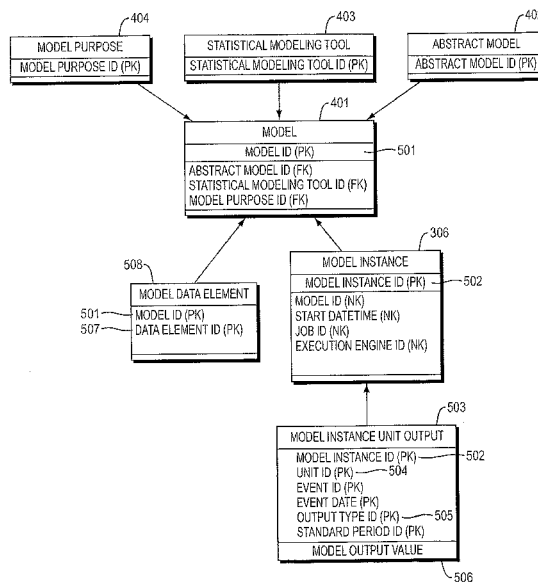 404
403
402
MODEL PURPOSE
MODEL PURPOSE ID (PK)
STATISTICAL MODELING TOOL
STATISTICAL MODELING TOOL ID (PK)
ABSTRACT MODEL
ABSTRACT MODEL ID (PK)
401
MODEL
MODEL ID (PK)
501
ABSTRACT MODEL ID (FK)
STATISTICAL MODELING TOOL ID (FK)
MODEL PURPOSE ID (FK)
508
MODEL DATA ELEMENT
501
MODEL ID (PK)
507
DATA ELEMENT ID (PK)
306
MODEL INSTANCE
MODEL INSTANCE ID (PK)
502
MODEL ID (NK)
START DATETIME (NK)
JOB ID (NK)
EXECUTION ENGINE ID (NK)
503
MODEL INSTANCE UNIT OUTPUT
MODEL INSTANCE ID (PK)
502
UNIT ID (PK)
504
EVENT ID (PK)
EVENT DATE (PK)
OUTPUT TYPE ID (PK)
505
STANDARD PERIOD ID (PK)
MODEL OUTPUT VALUE
506